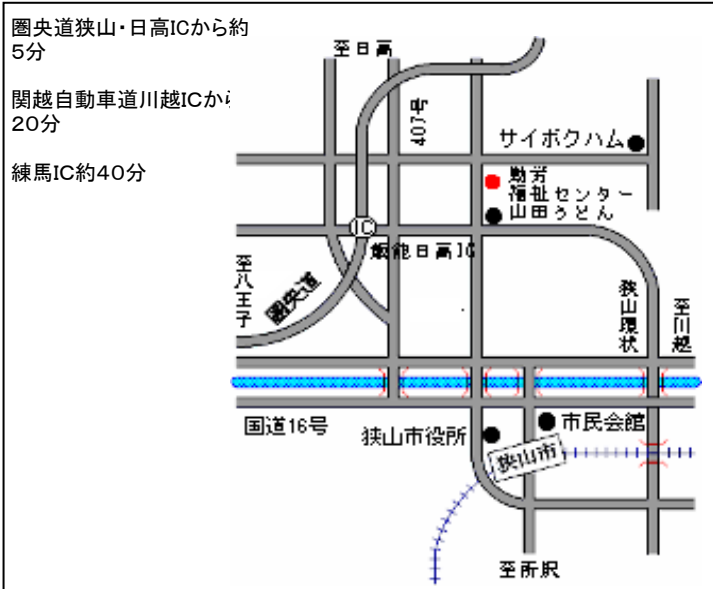 圏央道狭山・日高ICから約
5分
関越自動車道川越ICから
20分
練馬IC約40分
至日高
407号
サイボクハム
勤労
福祉センター
山田うどん
IC
飯能日高IC
至八王子
圏央道
狭山環状
至川越
国道16号
狭山市役所
市民会館
狭山市
至所沢